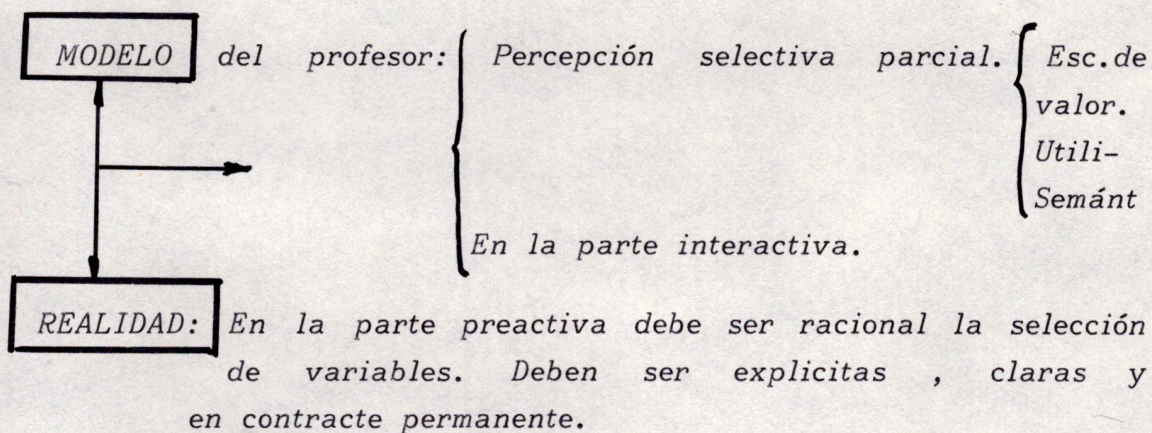 MODELO del profesor: Percepción selectiva parcial. Esc.de
valor.
Utili-
Semánt
En la parte interactiva.
REALIDAD: En la parte preactiva debe ser racional la selección
de variables. Deben ser explicitas , claras y
en contracte permanente.